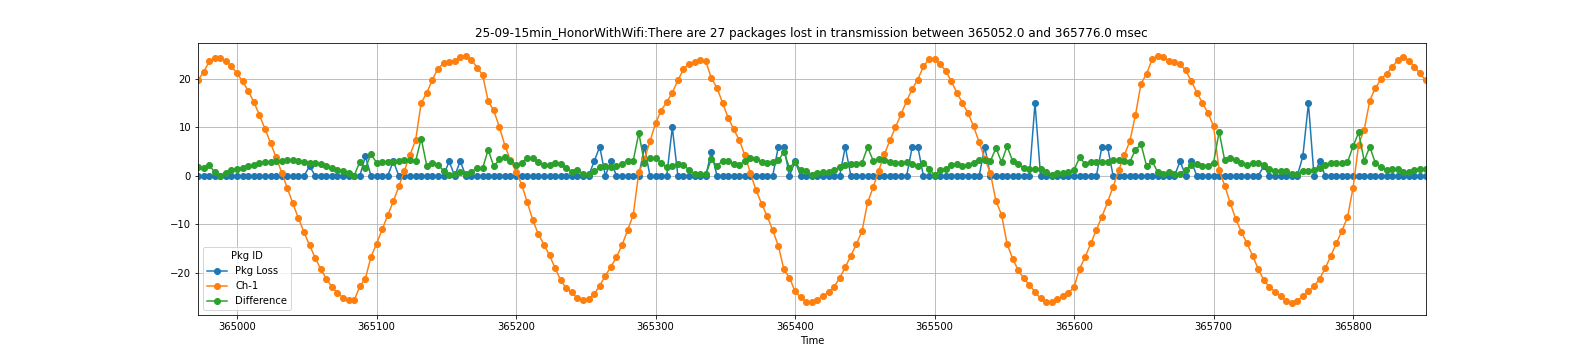 25-09-15min_HonorWithWifi:There are 27 packages lost in transmission between 365052.0 and 365776.0 msec
20
10
0
−10
−20
Pkg ID
Pkg Loss
Ch-1
Difference
365000 365100 365200 365300 365400 365500 365600 365700 365800
Time